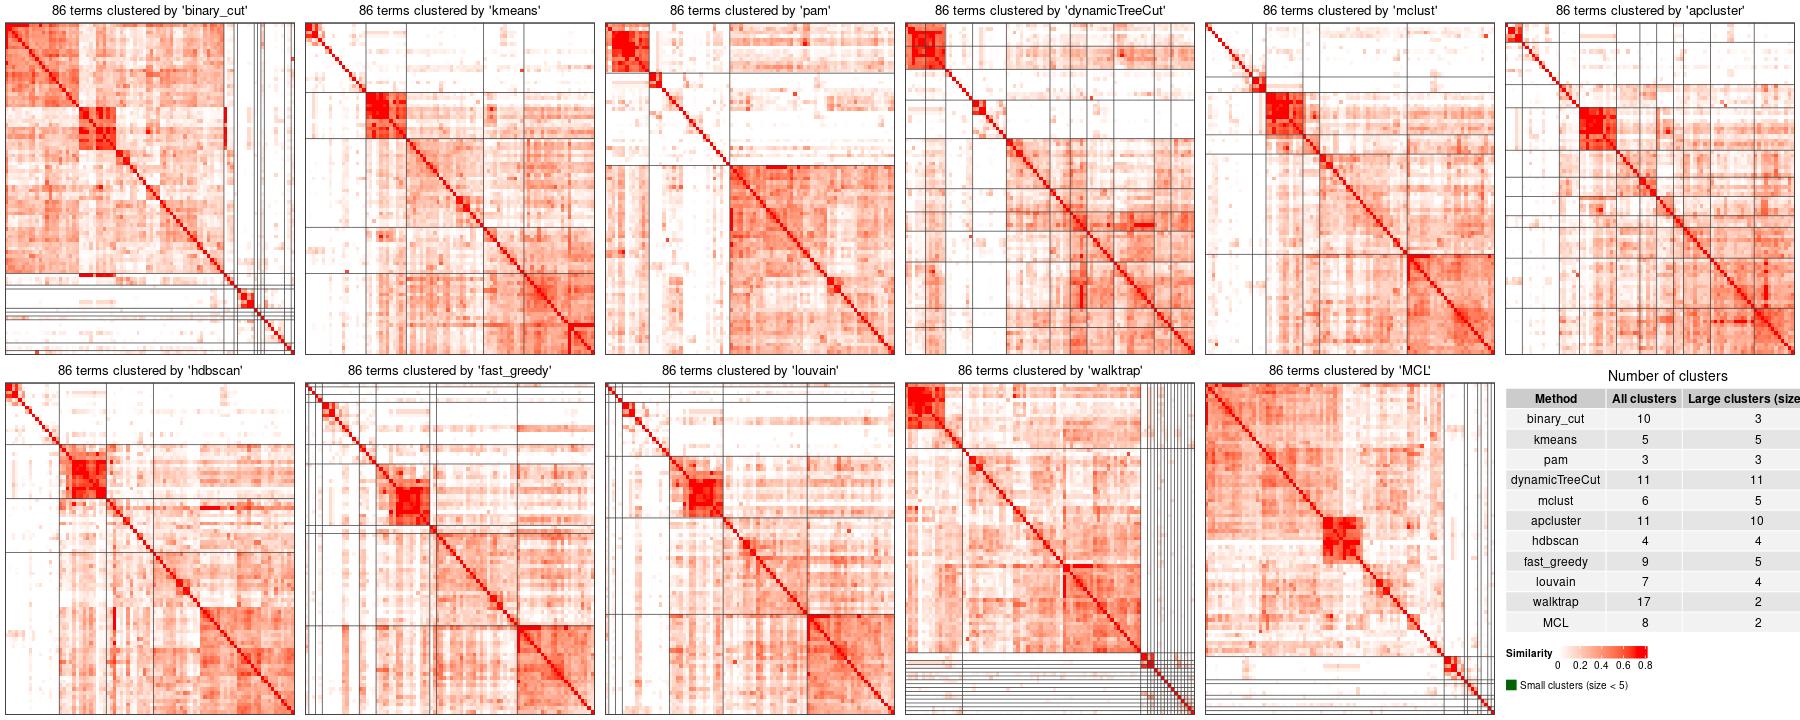 86 terms clustered by 'binary_cut'
86 terms clustered by 'kmeans'
86 terms clustered by 'pam'
86 terms clustered by 'dynamicTreeCut'
86 terms clustered by 'mclust'
86 terms clustered by 'apcluster'
86 terms clustered by 'hdbscan'
86 terms clustered by 'fast_greedy'
86 terms clustered by 'louvain'
86 terms clustered by 'walktrap'
86 terms clustered by 'MCL'
Number of clusters
Method All clusters Large clusters (size
binary_cut 10 3
kmeans 5 5
pam 3 3
dynamicTreeCut 11 11
mclust 6 5
apcluster 11 10
hdbscan 4 4
fast_greedy 9 5
louvain 7 4
walktrap 17 2
MCL 8 2
Similarity
0 0.2 0.4 0.6 0.8
Small clusters (size < 5)